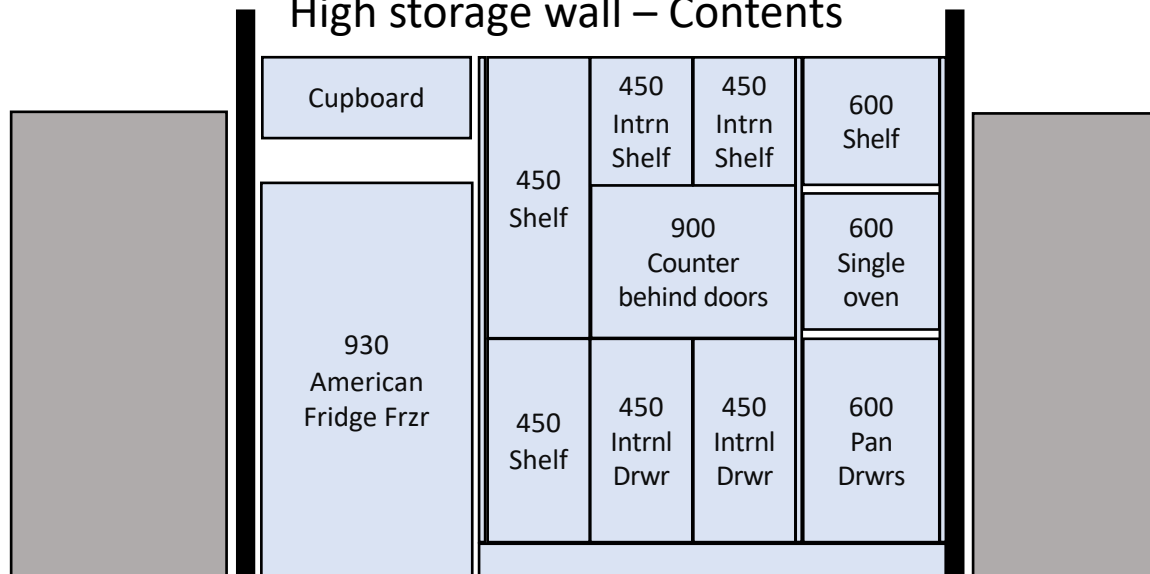 High storage wall – Contents
Cupboard
930
American
Fridge Frzr
450
Shelf
450
Shelf
450
Intrn
Shelf
450
Intrn
Shelf
900
Counter
behind doors
450
Intrnl
Drwr
450
Intrnl
Drwr
600
Shelf
600
Single
oven
600
Pan
Drwrs